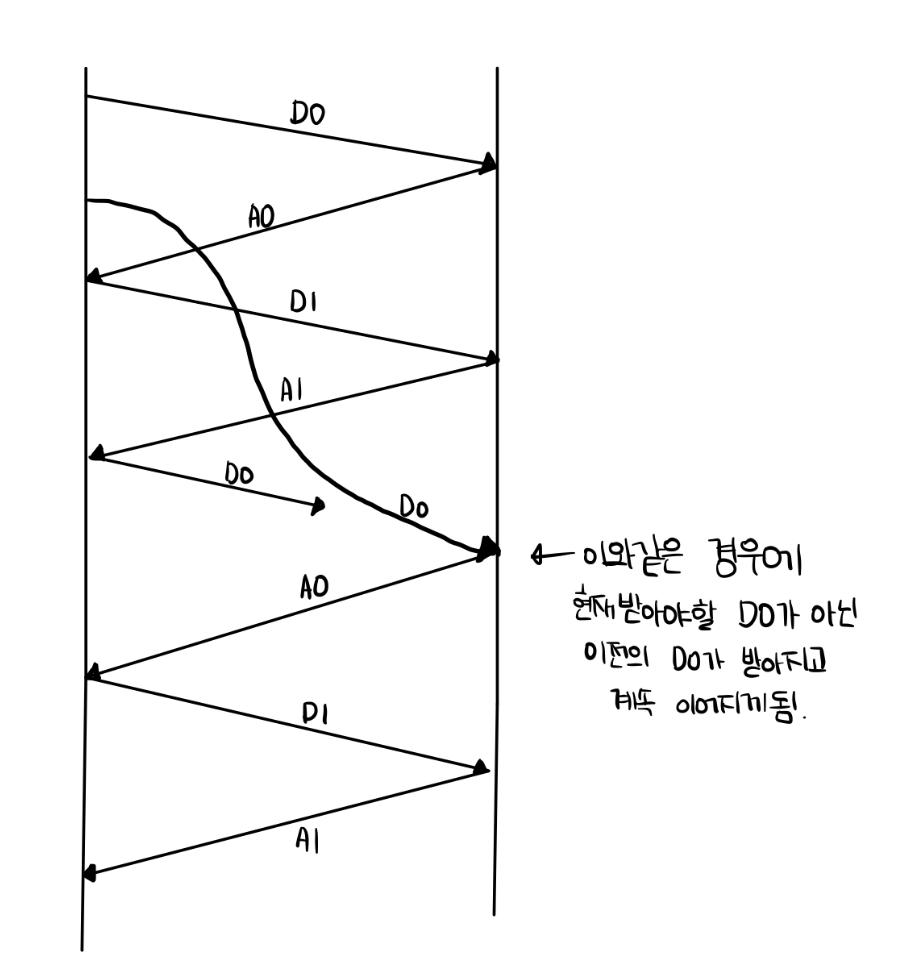 D0
A0
D1
A1
D0
D0
A0
D1
A1
이와같은 경우에
현재받아야할 D0가 아닌
이전의 D0가 받아지고
계속 이어지게됨!